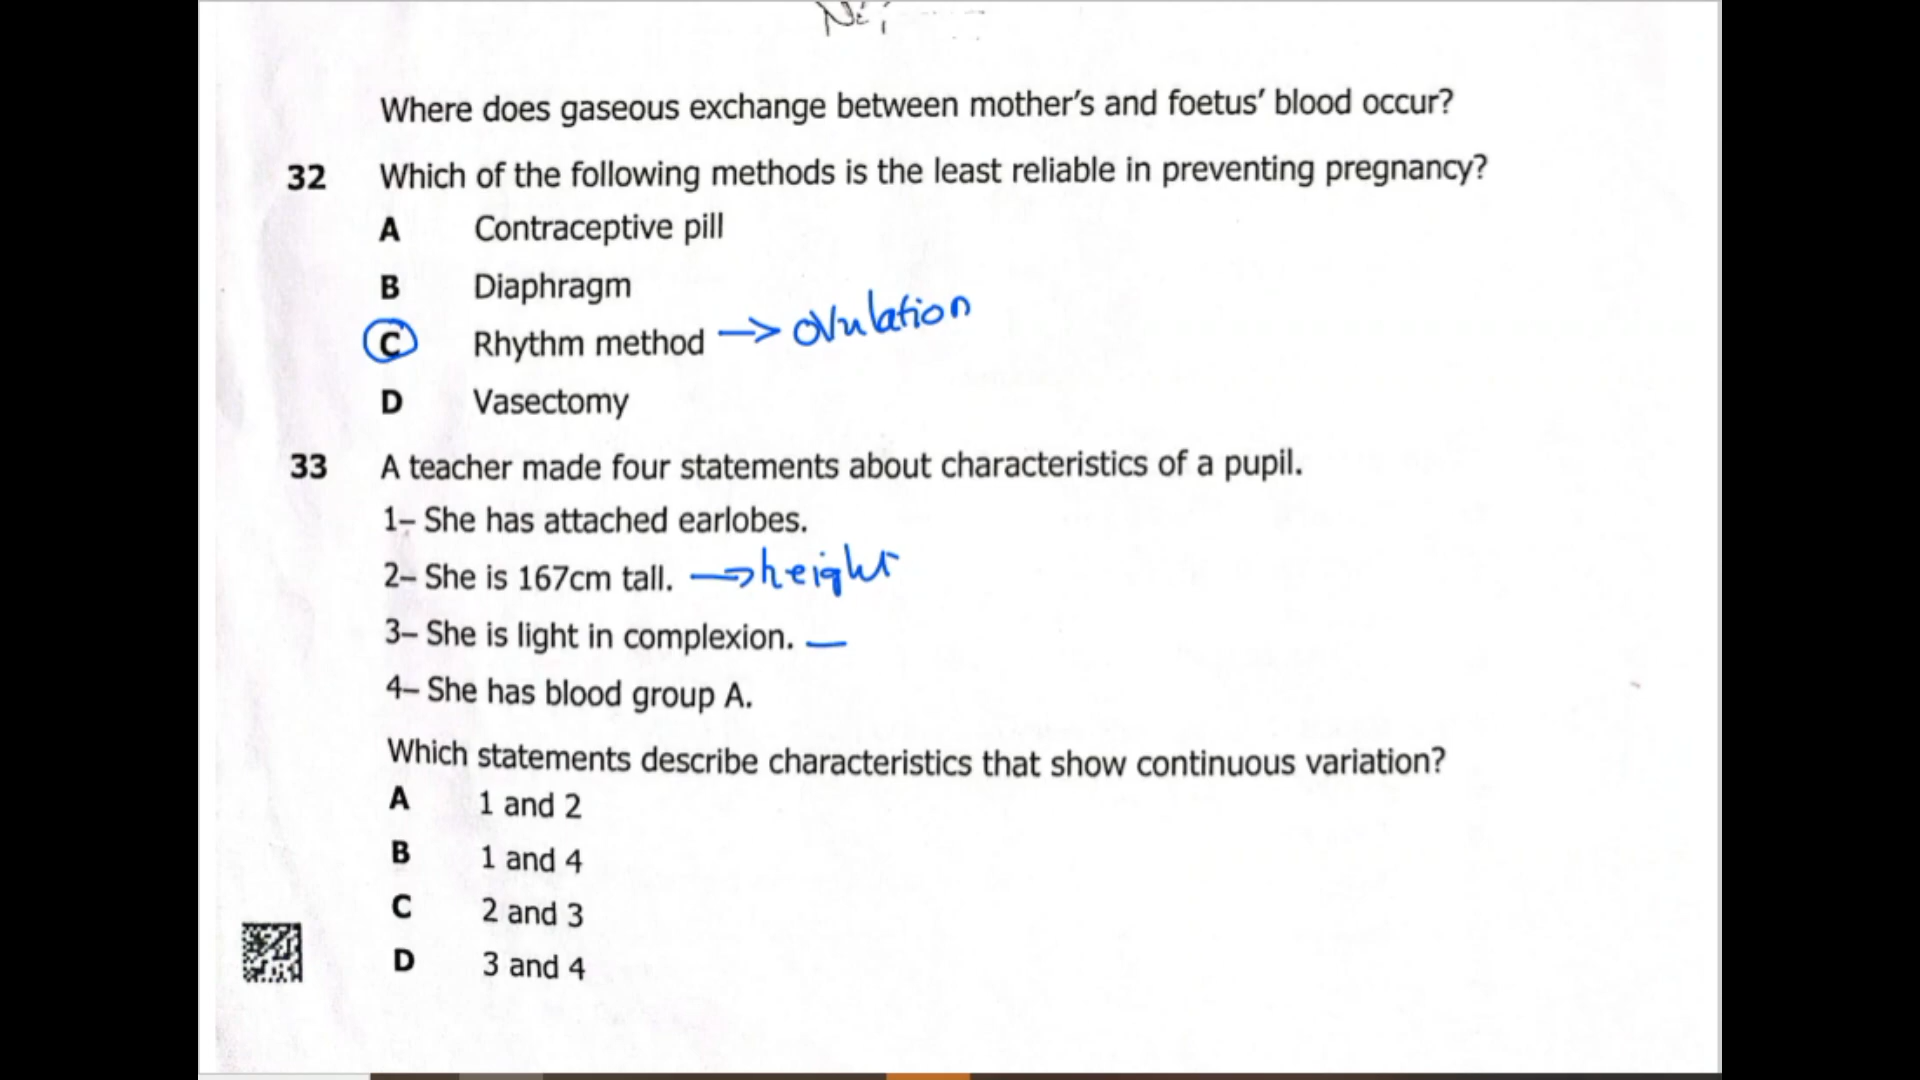 Where does gaseous exchange between mother's and foetus' blood occur?
32 Which of the following methods is the least reliable in preventing pregnancy?
A Contraceptive pill
B Diaphragm
C Rhythm method → ovulation
D Vasectomy
33 A teacher made four statements about characteristics of a pupil.
1– She has attached earlobes.
2– She is 167cm tall. → height
3– She is light in complexion. —
4– She has blood group A.
Which statements describe characteristics that show continuous variation?
A 1 and 2
B 1 and 4
C 2 and 3
D 3 and 4